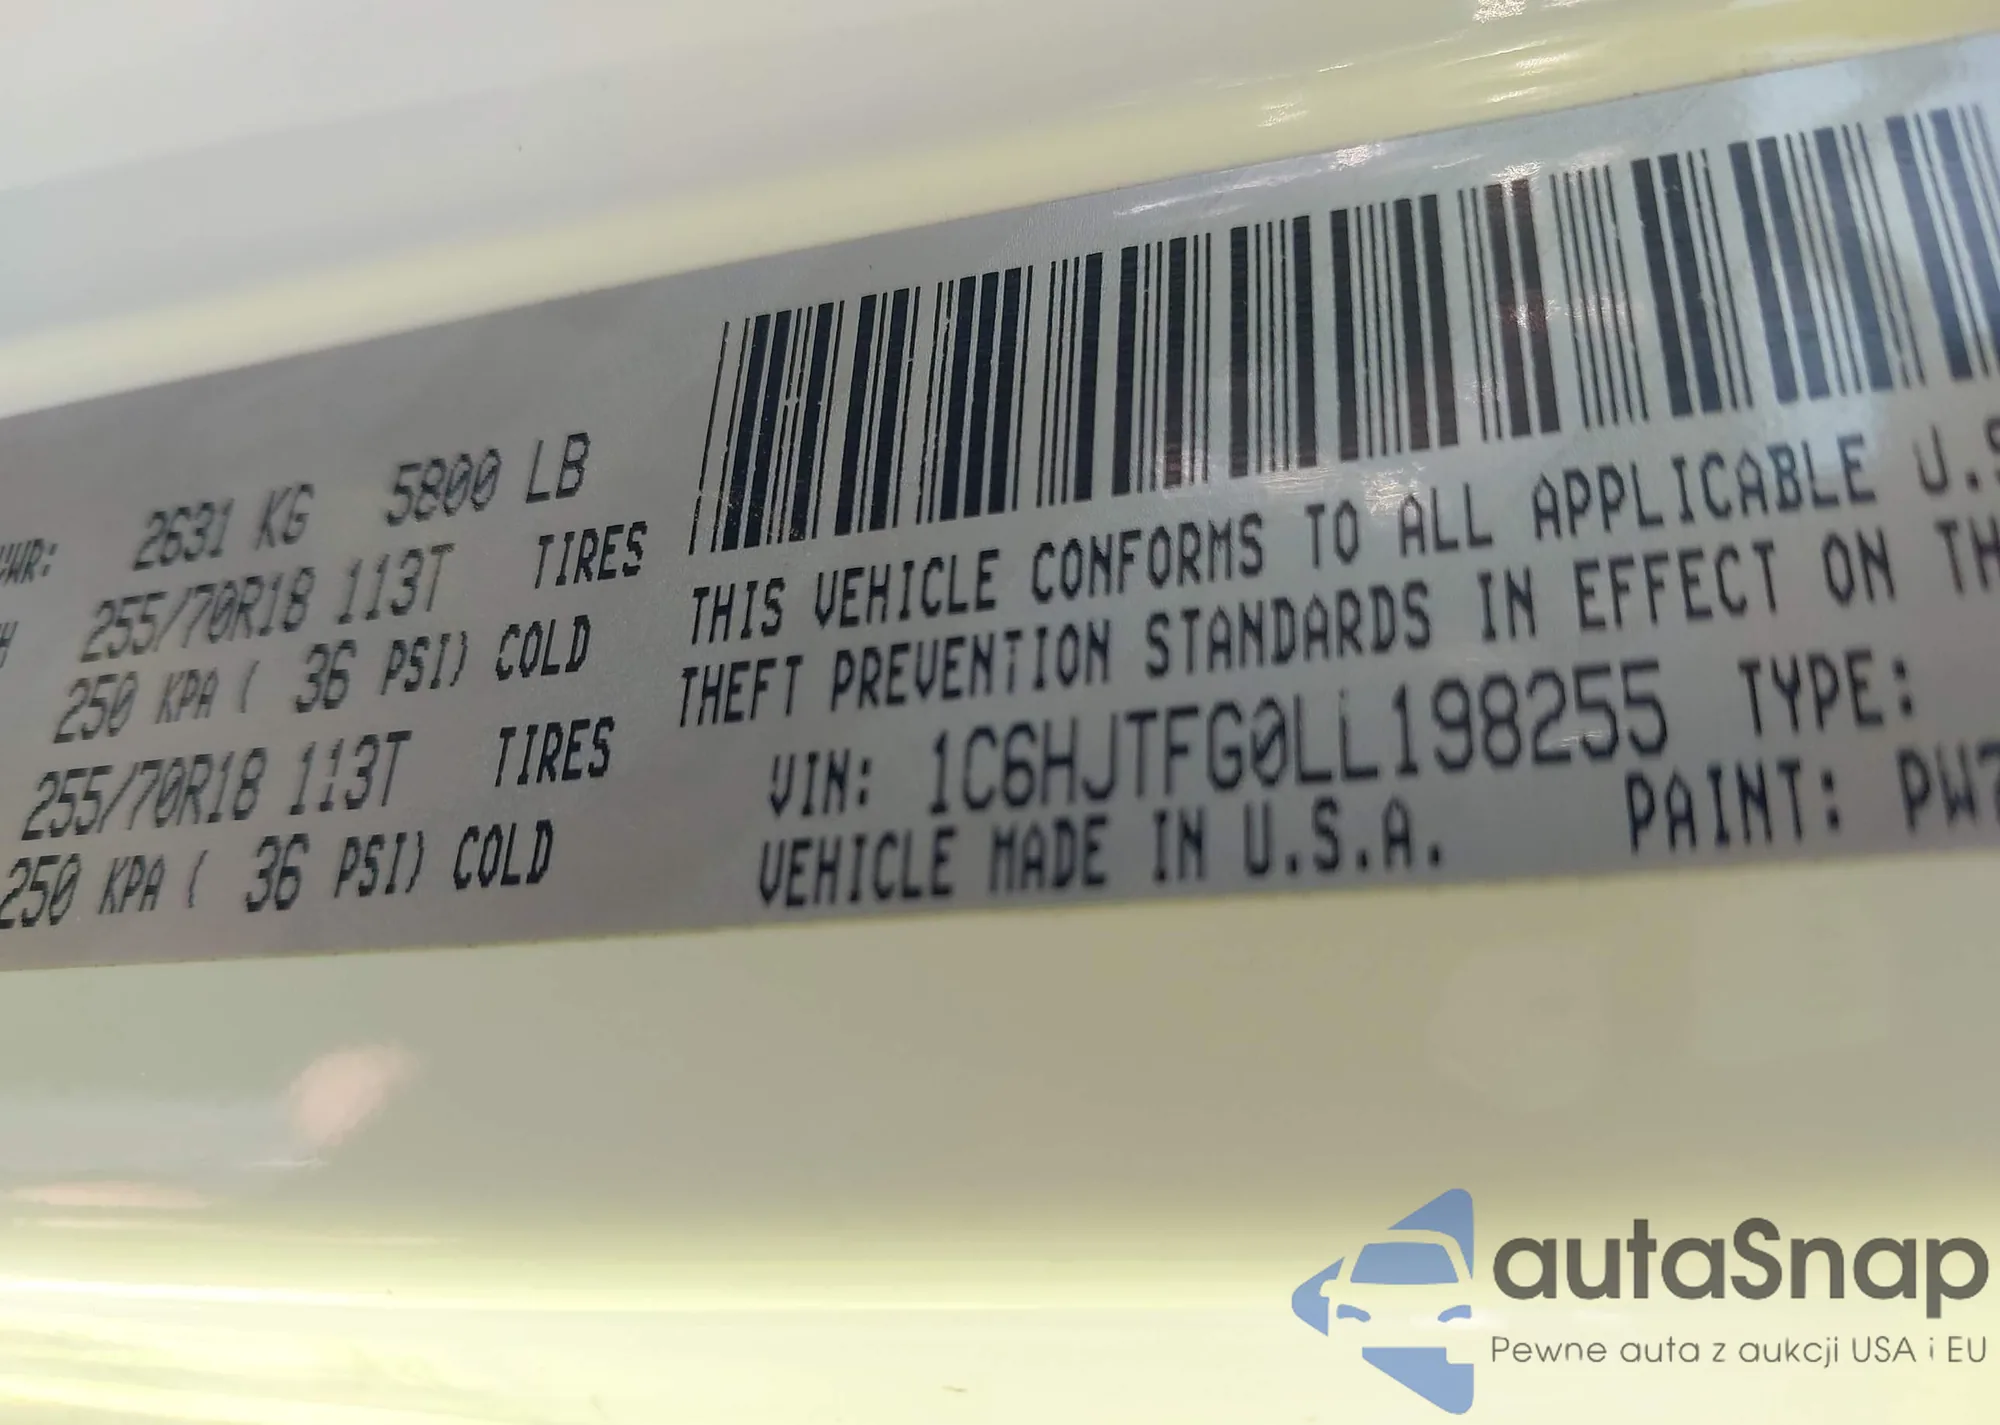 2631 KG 5800 LB
255/70R18 113T TIRES
250 KPA ( 36 PSI) COLD
255/70R18 113T TIRES
250 KPA ( 36 PSI) COLD
THIS VEHICLE CONFORMS TO ALL APPLICABLE U.S
THEFT PREVENTION STANDARDS IN EFFECT ON TH
VIN: 1C6HJTFG0LL198255 TYPE:
VEHICLE MADE IN U.S.A. PAINT: PW7
autaSnap
Pewne auta z aukcji USA i EU